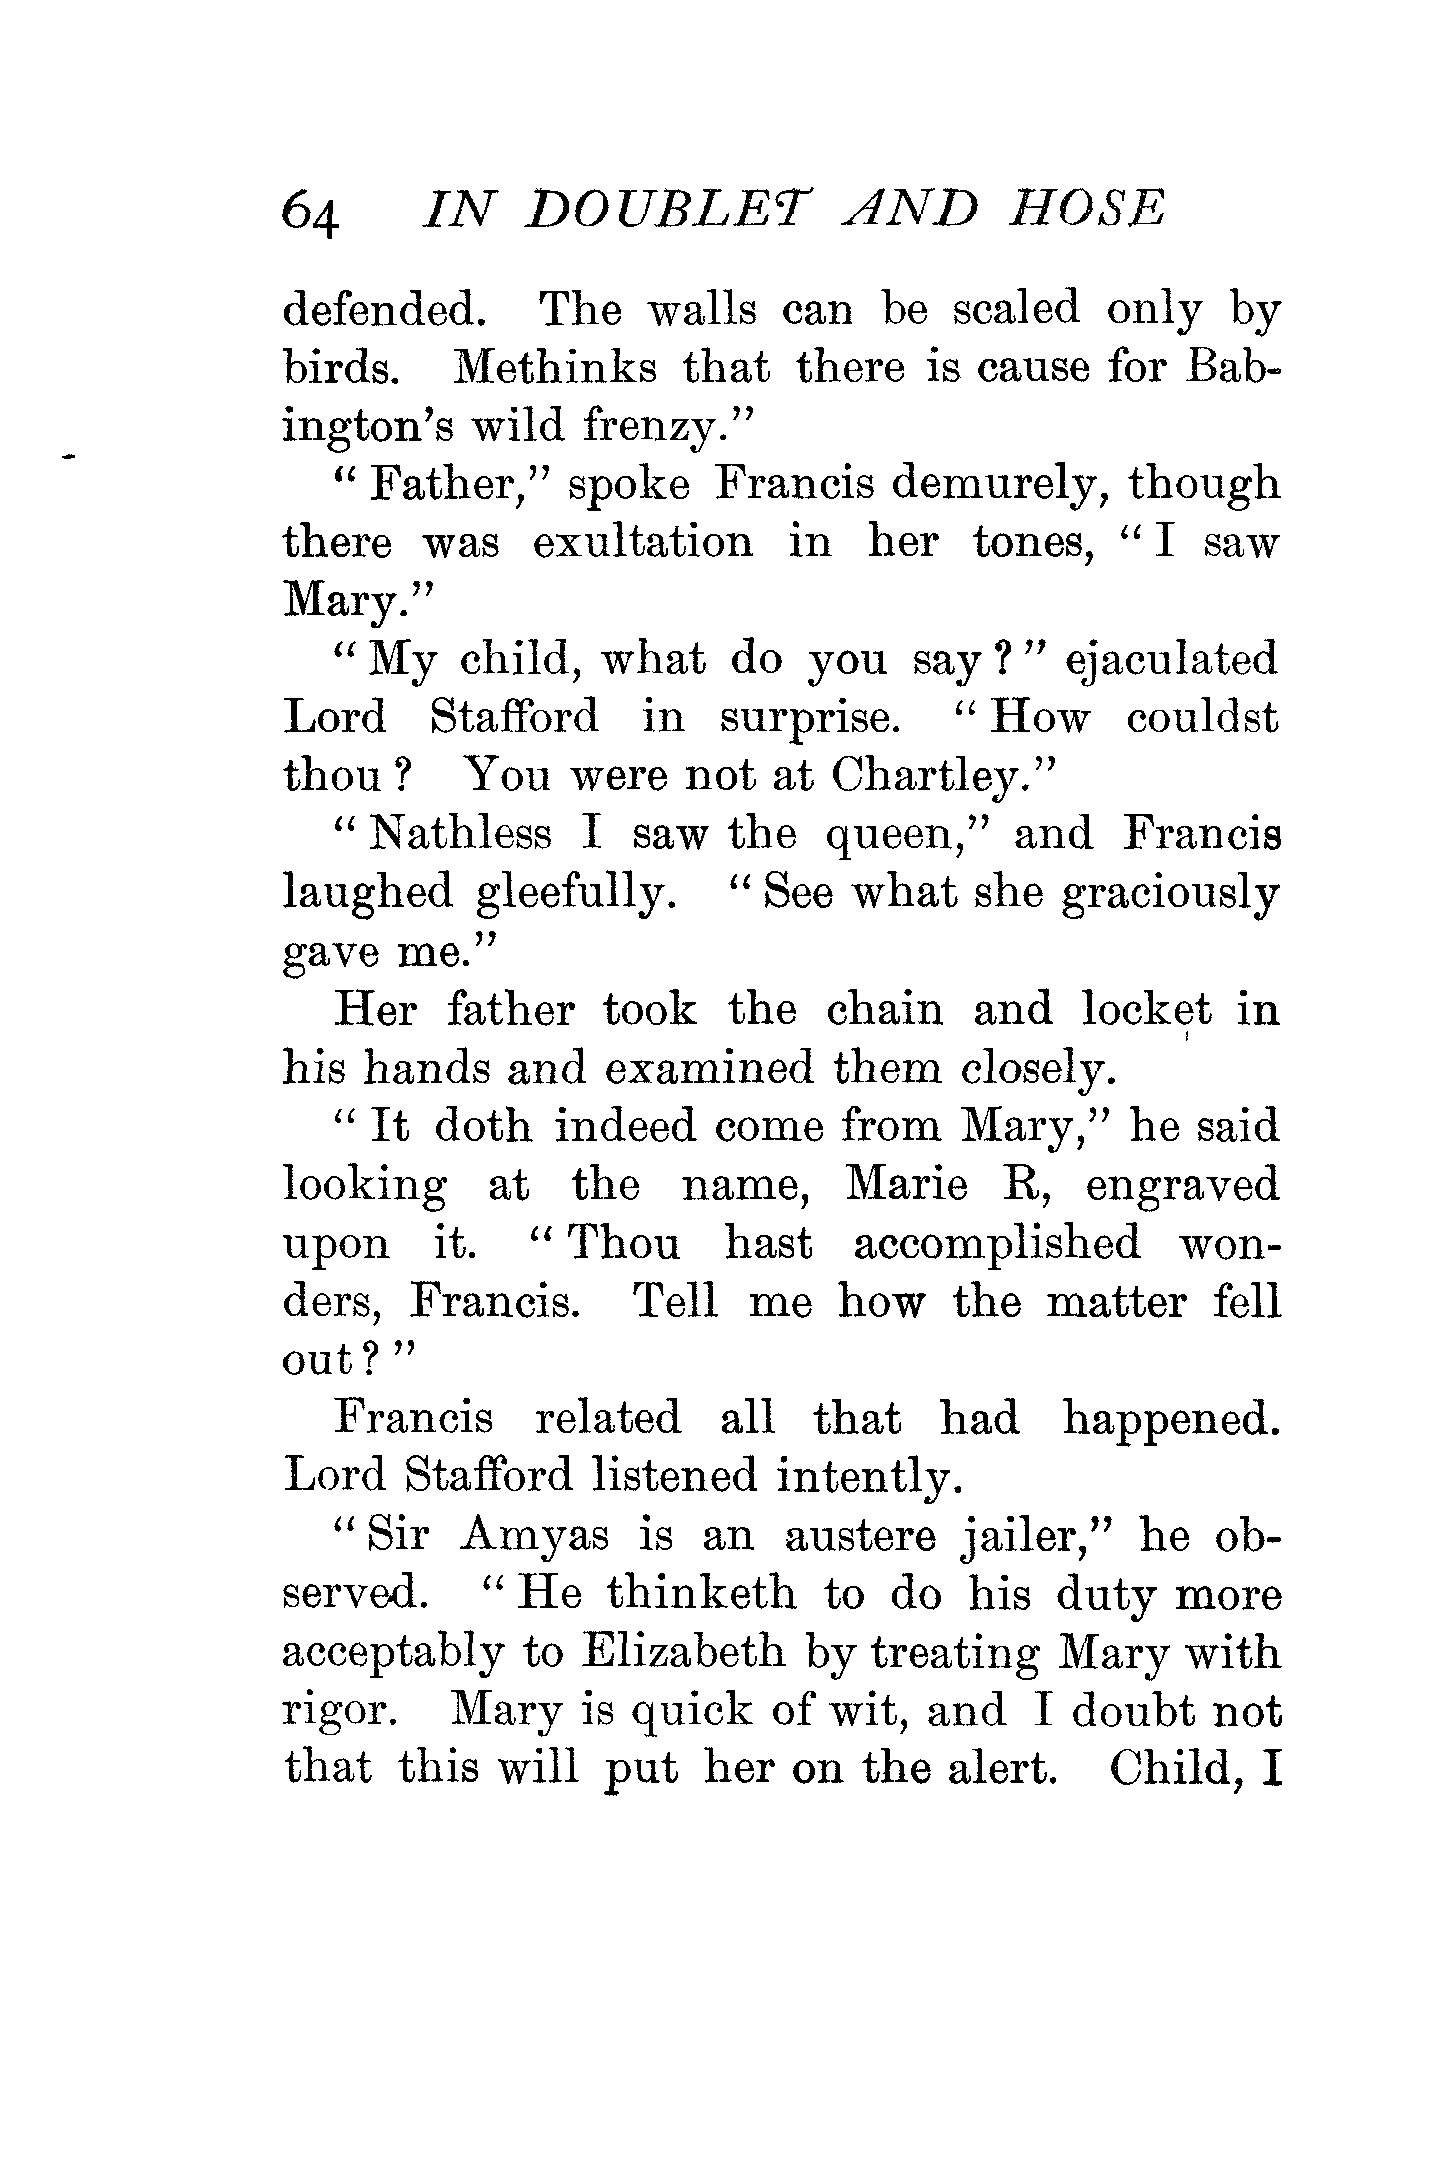 64 IN DOUBLET AND HOSE
defended. The walls can be scaled only by
birds. Methinks that there is cause for Bab-
ington's wild frenzy."
" Father," spoke Francis demurely, though
there was exultation in her tones, " I saw
Mary."
" My child, what do you say ? " ejaculated
Lord Stafford in surprise. " How couldst
thou ? You were not at Chartley."
" Nathless I saw the queen," and Francis
laughed gleefully. " See what she graciously
gave me."
Her father took the chain and locket in
his hands and examined them closely.
" It doth indeed come from Mary," he said
looking at the name, Marie R, engraved
upon it. " Thou hast accomplished won-
ders, Francis. Tell me how the matter fell
out ? "
Francis related all that had happened.
Lord Stafford listened intently.
" Sir Amyas is an austere jailer," he ob-
served. " He thinketh to do his duty more
acceptably to Elizabeth by treating Mary with
rigor. Mary is quick of wit, and I doubt not
that this will put her on the alert. Child, I